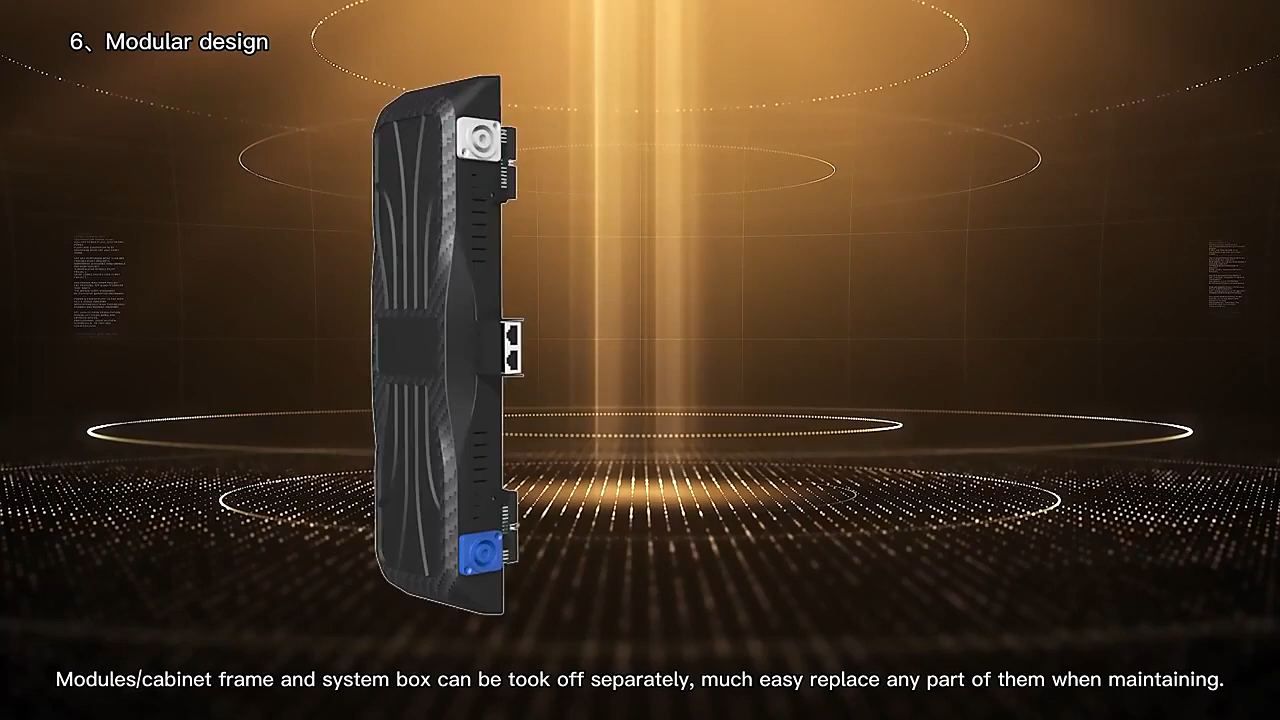 6、Modular design
Modules/cabinet frame and system box can be took off separately, much easy replace any part of them when maintaining.